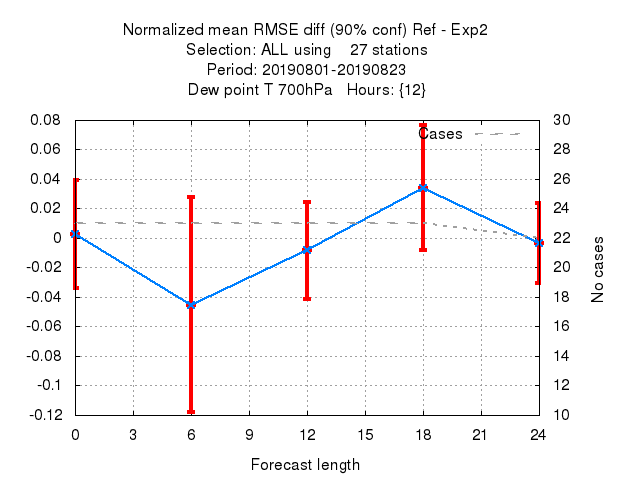 Normalized mean RMSE diff (90% conf) Ref - Exp2
Selection: ALL using    27 stations
Period: 20190801-20190823
Dew point T 700hPa   Hours: {12}
Cases
0.08
0.06
0.04
0.02
0
-0.02
-0.04
-0.06
-0.08
-0.1
-0.12
30
28
26
24
22
20
18
16
14
12
10
No cases
0 3 6 9 12 15 18 21 24
Forecast length